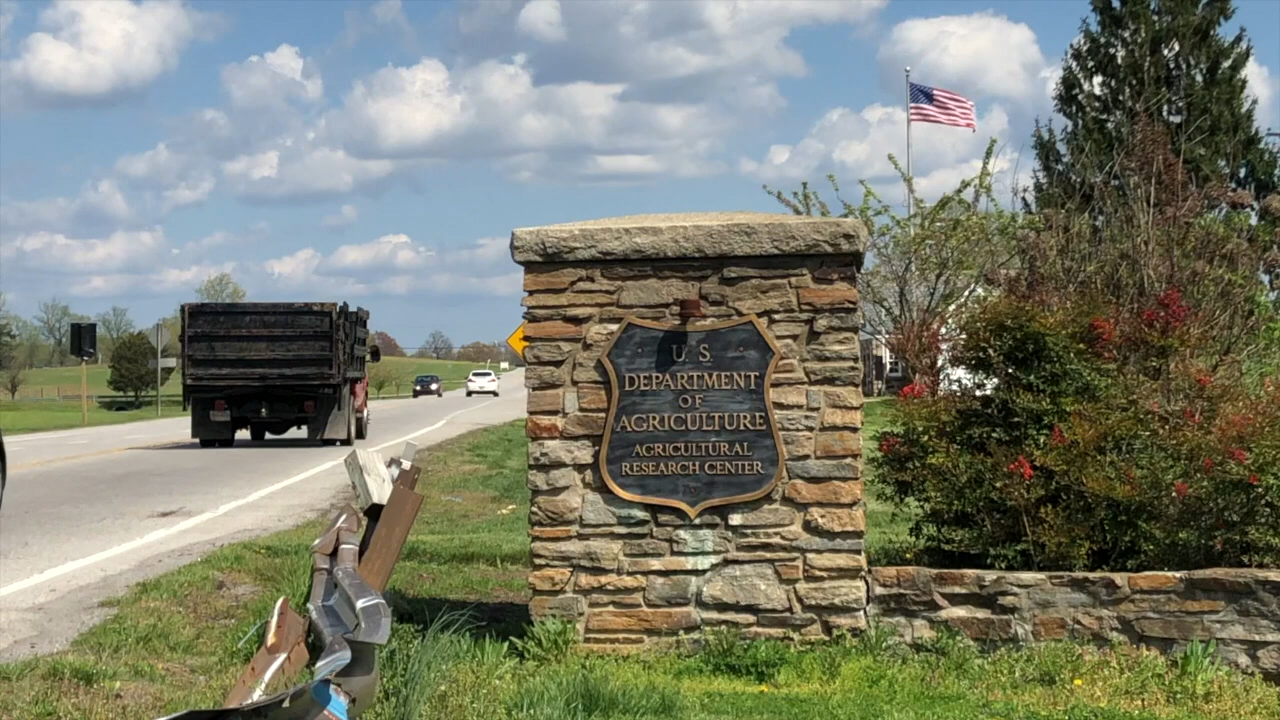 U. S.
DEPARTMENT
OF
AGRICULTURE
AGRICULTURAL
RESEARCH CENTER